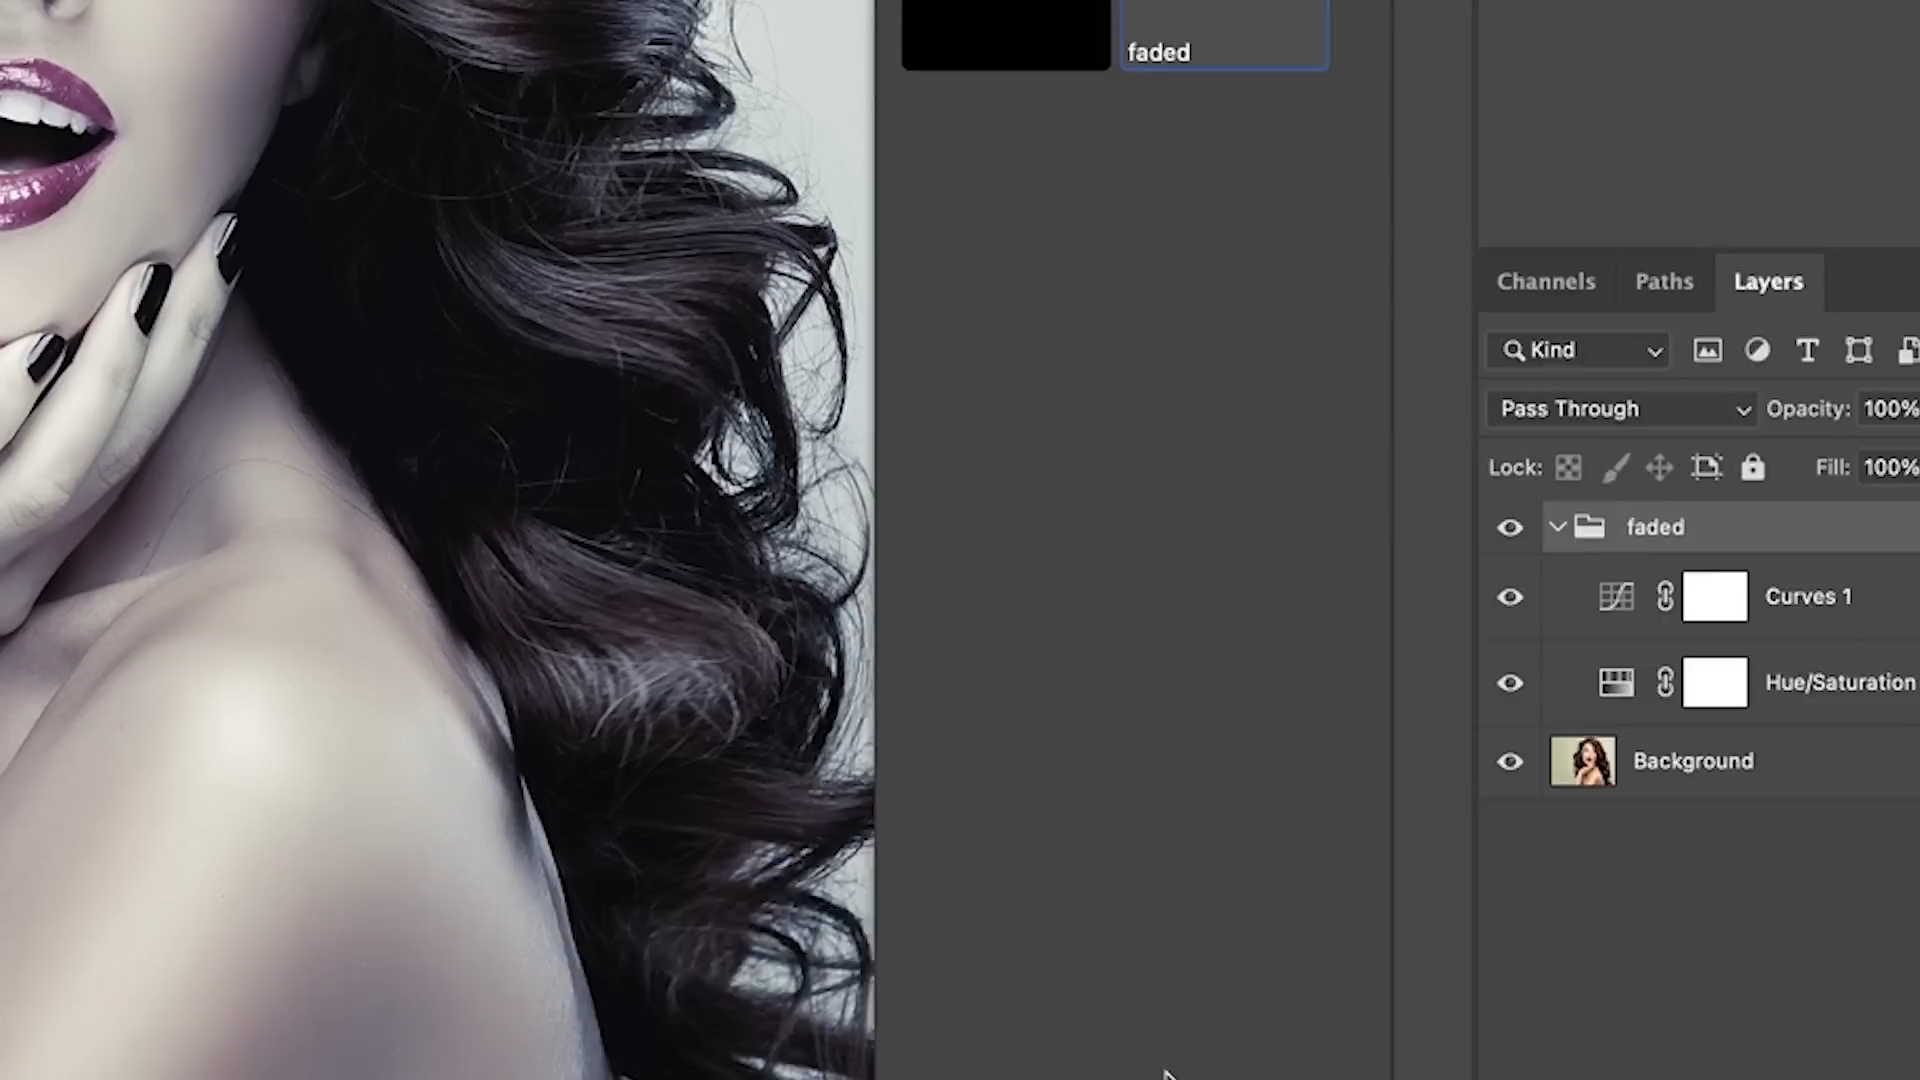 faded
Channels Paths Layers
Kind
Pass Through Opacity: 100%
Lock: Fill: 100%
faded
Curves 1
Hue/Saturation
Background